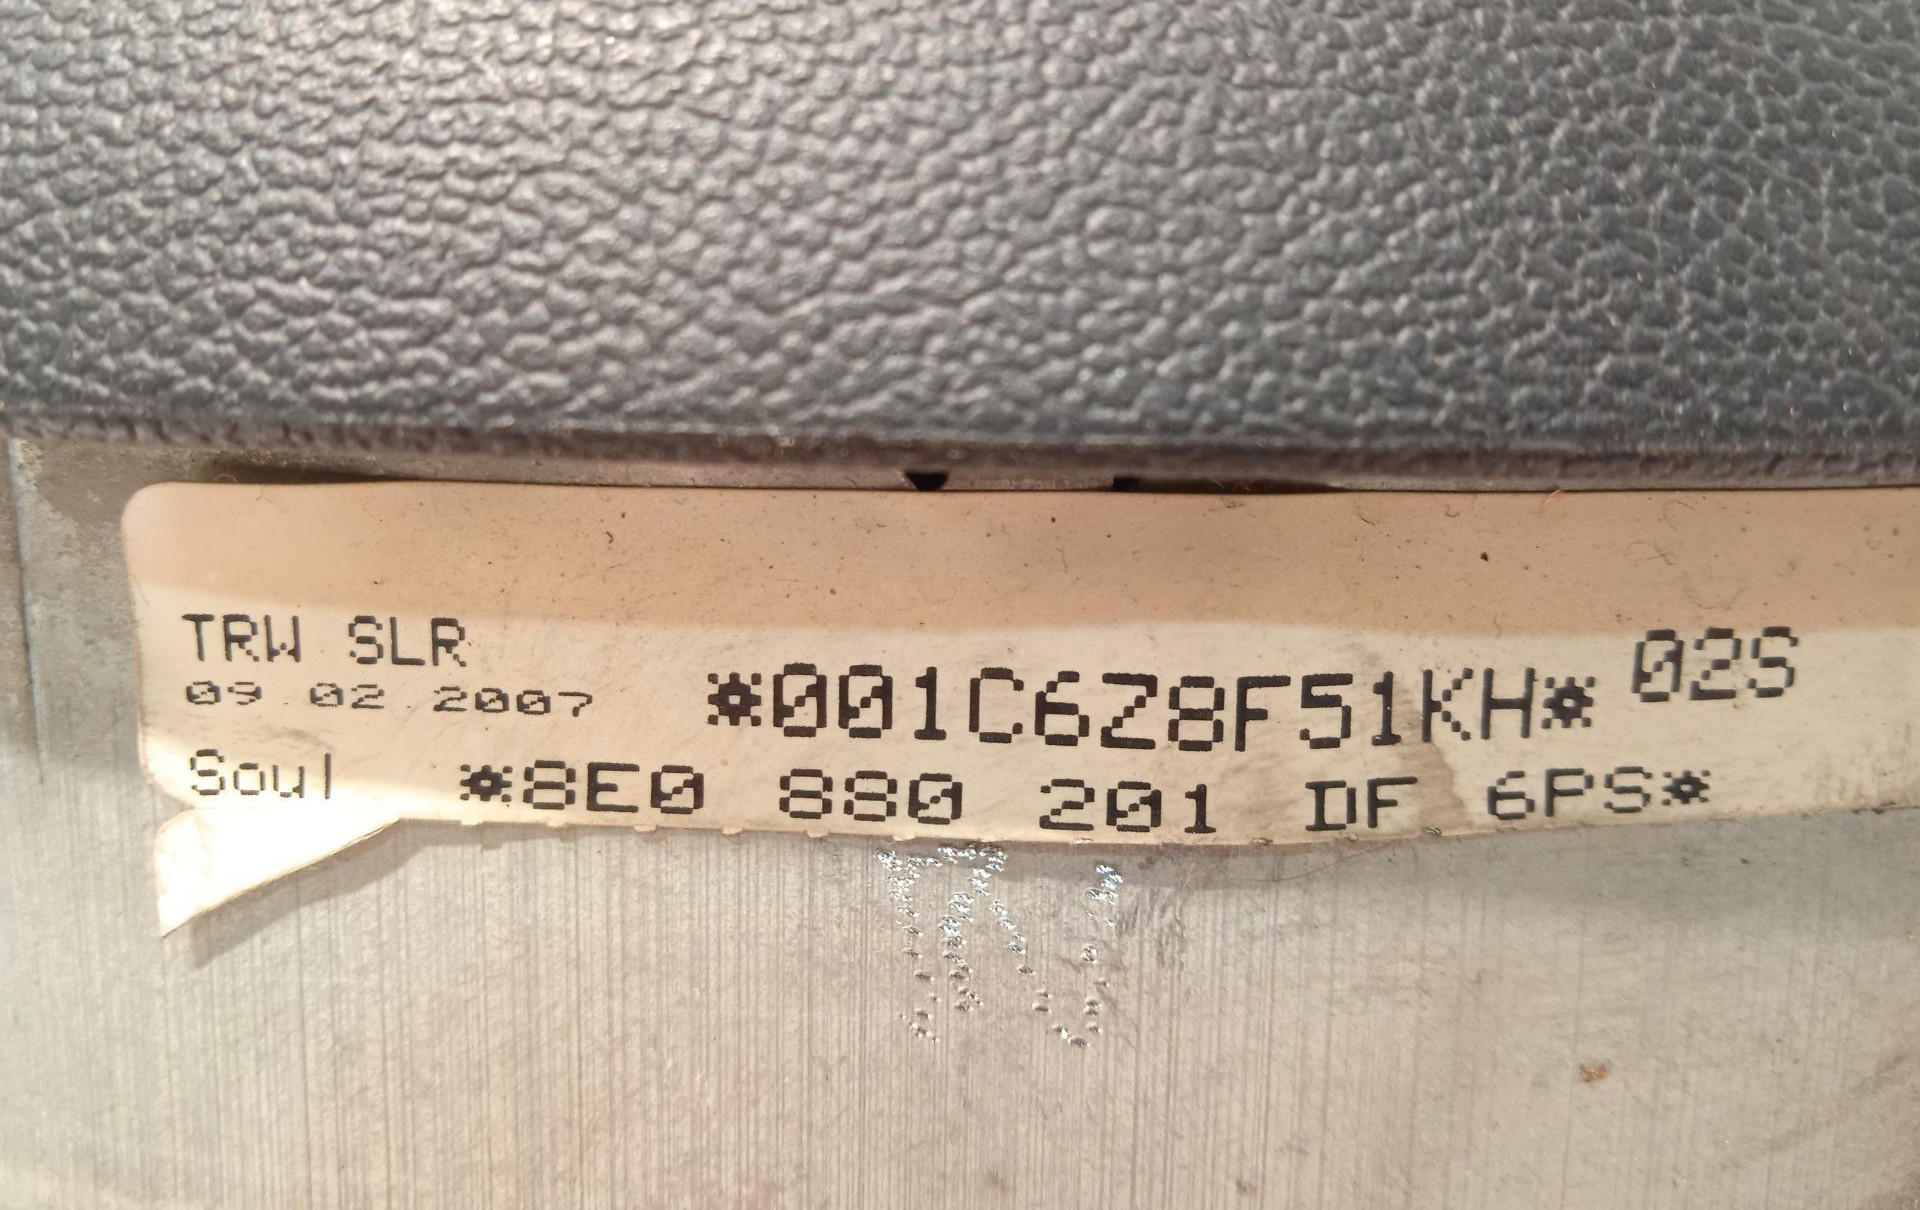 TRW SLR
09.02.2007
*001C6Z8F51KH* 02S
Soul *8E0 880 201 DF 6PS*